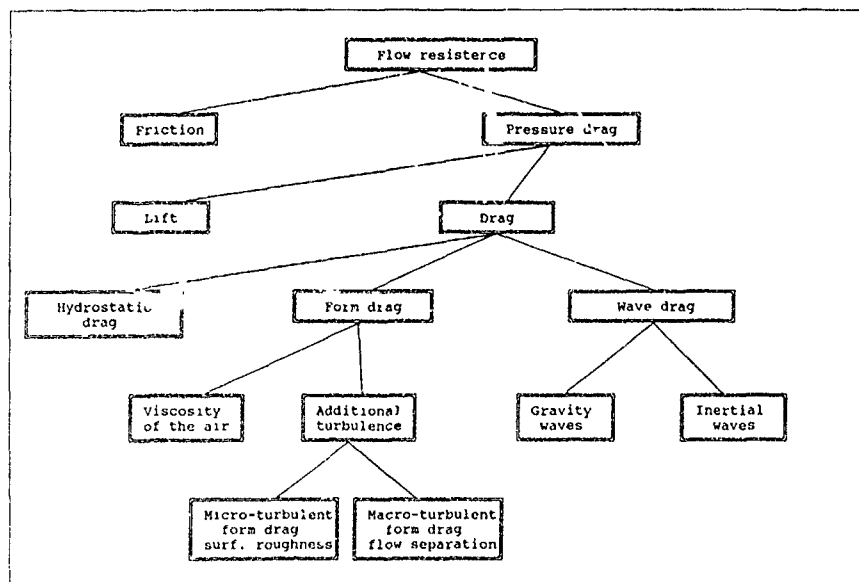 Flow resistence
Friction
Pressure drag
Lift
Drag
Hydrostatic
drag
Form drag
Wave drag
Viscosity
of the air
Additional
turbulence
Gravity
waves
Inertial
waves
Micro-turbulent
form drag
surf. roughness
Macro-turbulent
form drag
flow separation